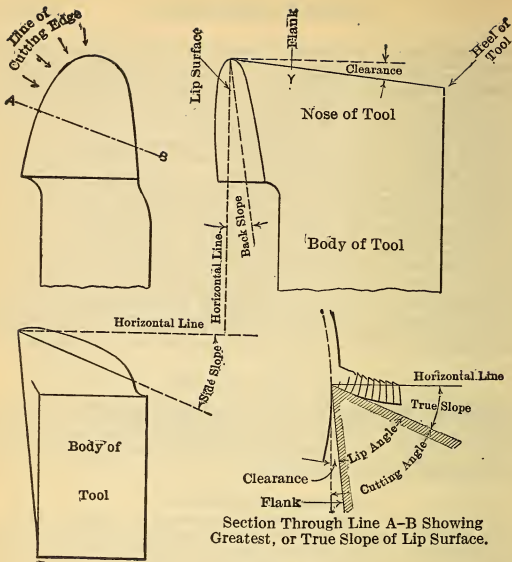 Line of
Cutting Edge
A
B
Lip Surface
Flank
Y
Clearance
Heel of
Tool
Nose of Tool
Back Slope
Horizontal Line
Body of Tool
Horizontal Line
Side Slope
Body of
Tool
Horizontal Line
True Slope
Lip Angle
Cutting Angle
Clearance
Flank
Section Through Line A-B Showing
Greatest, or True Slope of Lip Surface.